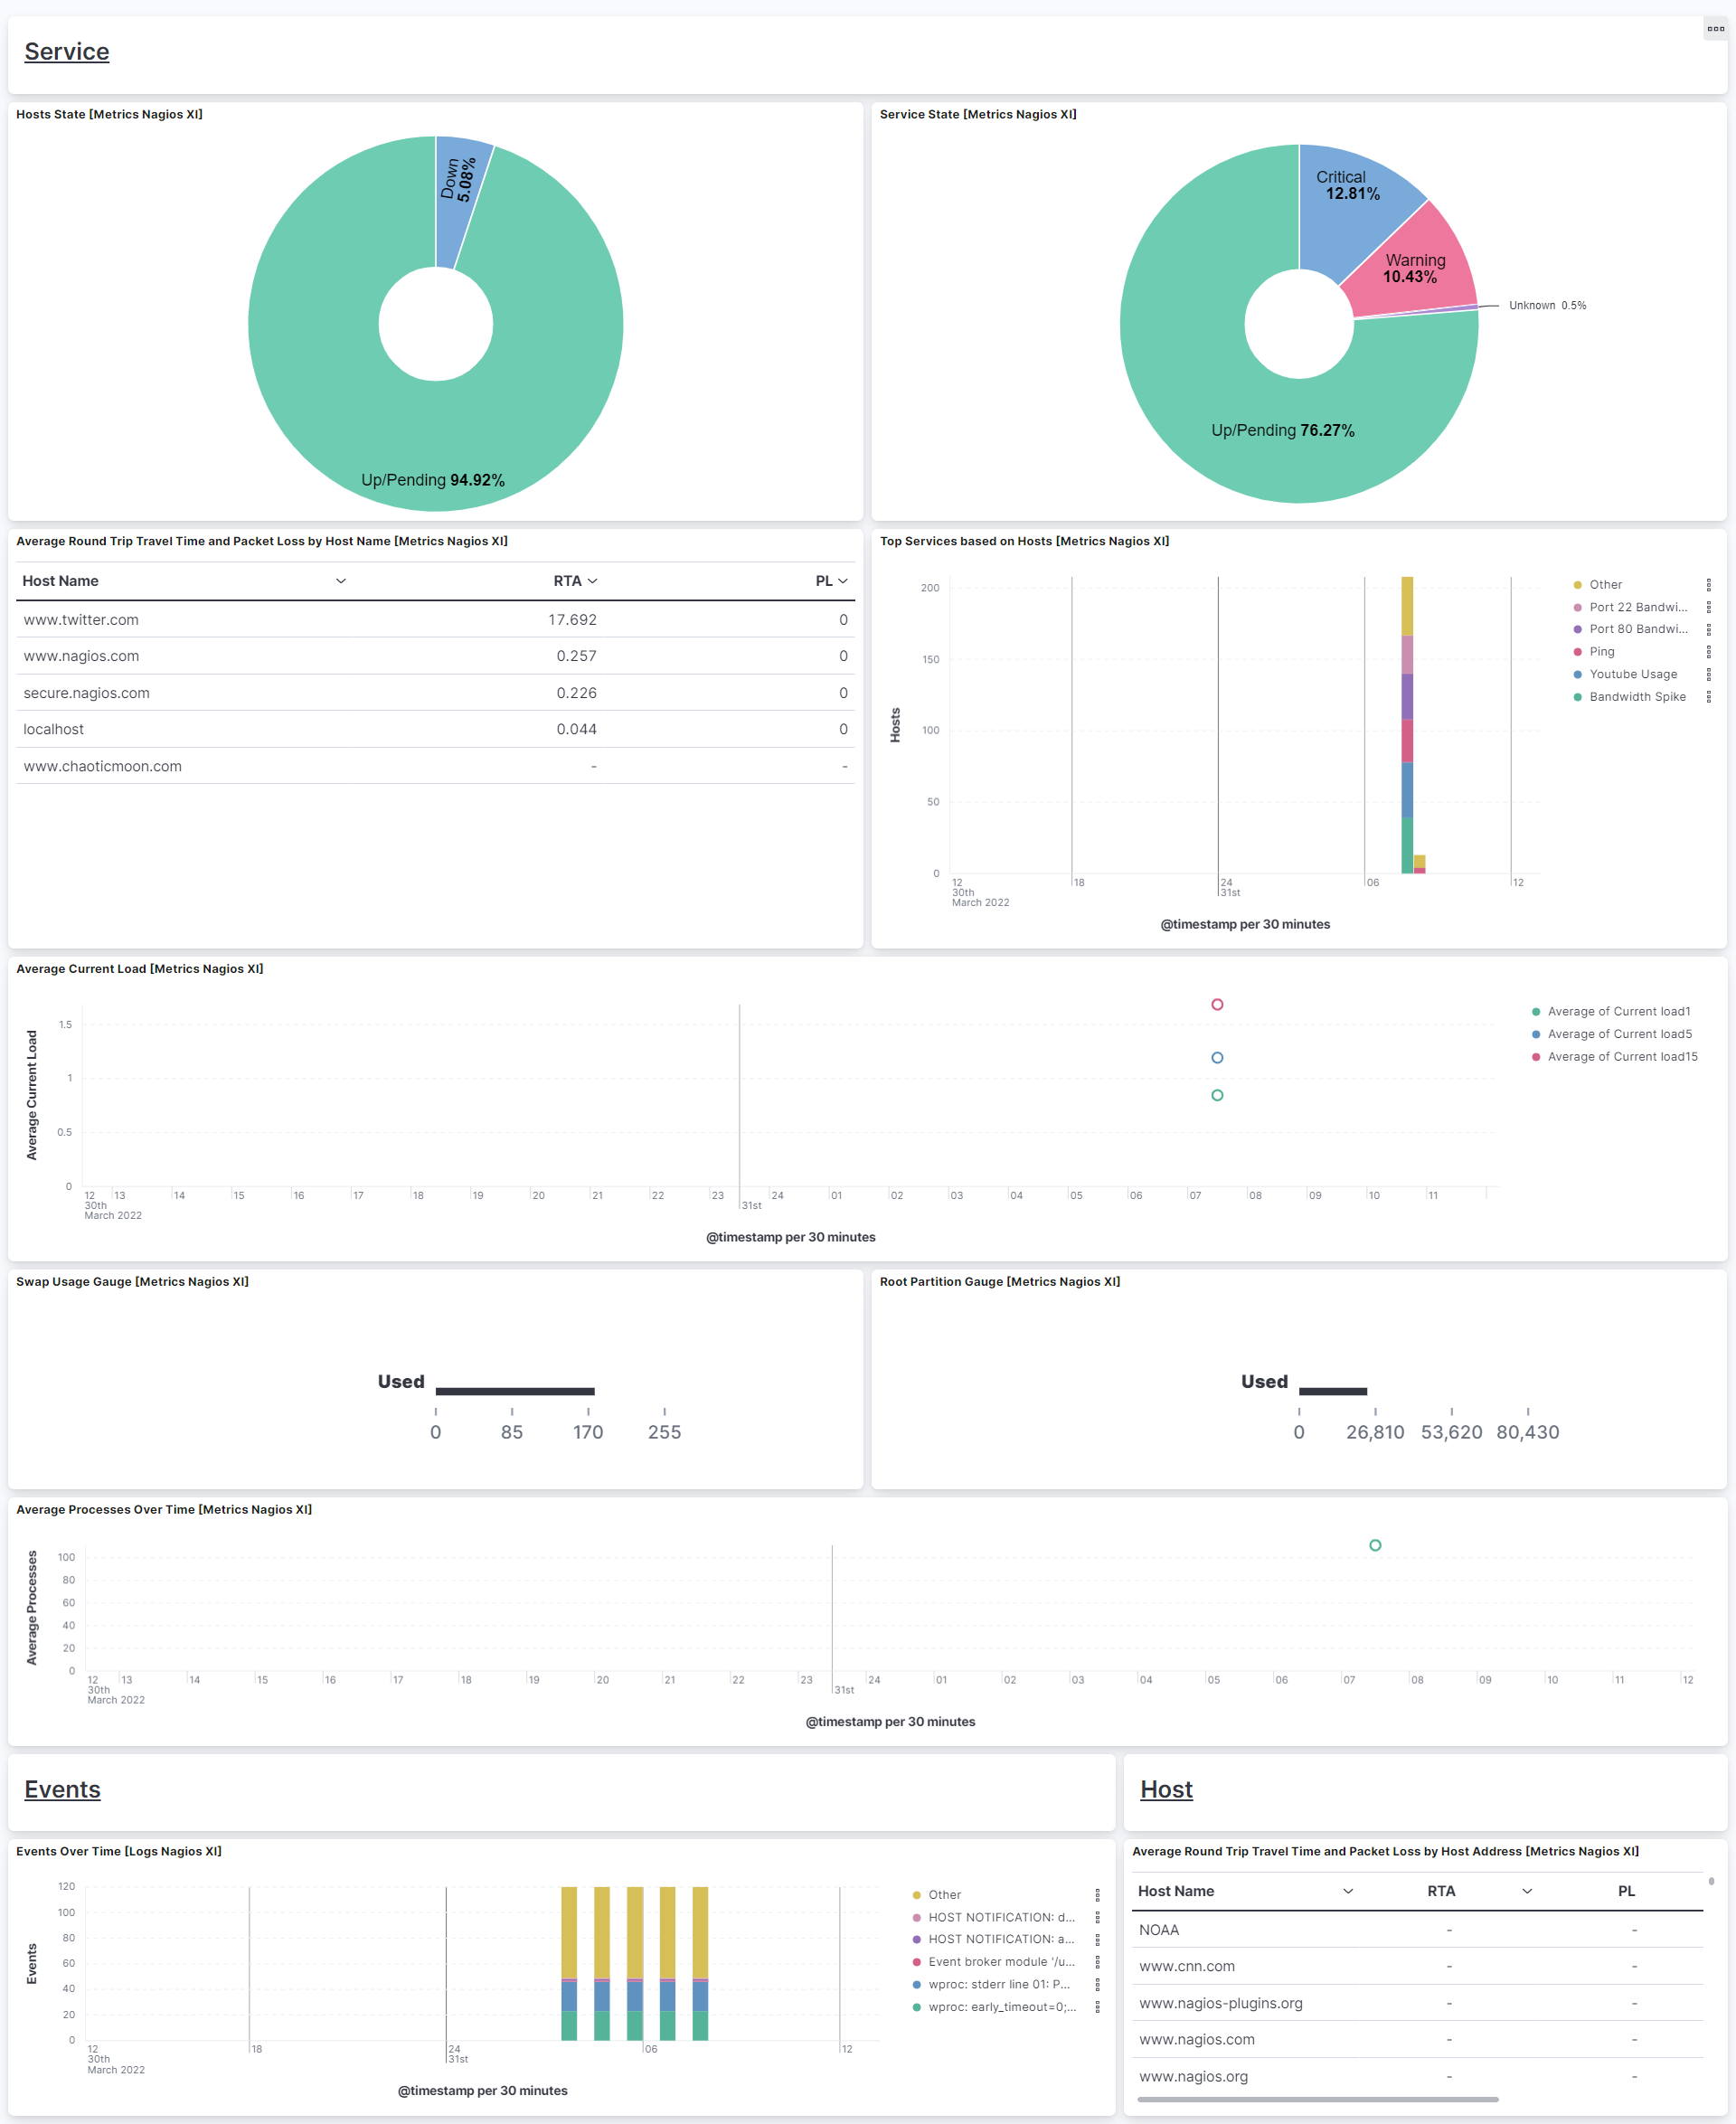 Service
Hosts State [Metrics Nagios XI]
Down
5.08%
Up/Pending 94.92%
Service State [Metrics Nagios XI]
Critical
12.81%
Warning
10.43%
Unknown 0.5%
Up/Pending 76.27%
Average Round Trip Travel Time and Packet Loss by Host Name [Metrics Nagios XI]
Host Name RTA PL
www.twitter.com 17.692 0
www.nagios.com 0.257 0
secure.nagios.com 0.226 0
localhost 0.044 0
www.chaoticmoon.com - -
Top Services based on Hosts [Metrics Nagios XI]
Hosts
200
150
100
50
0
12 18 24 06 12
30th 31st
March 2022
@timestamp per 30 minutes
Other
Port 22 Bandwi...
Port 80 Bandwi...
Ping
Youtube Usage
Bandwidth Spike
Average Current Load [Metrics Nagios XI]
Average Current Load
1.5
1
0.5
0
12 13 14 15 16 17 18 19 20 21 22 23 24 01 02 03 04 05 06 07 08 09 10 11
30th 31st
March 2022
@timestamp per 30 minutes
Average of Current load1
Average of Current load5
Average of Current load15
Swap Usage Gauge [Metrics Nagios XI]
Used
0 85 170 255
Root Partition Gauge [Metrics Nagios XI]
Used
0 26,810 53,620 80,430
Average Processes Over Time [Metrics Nagios XI]
Average Processes
100
80
60
40
20
0
12 13 14 15 16 17 18 19 20 21 22 23 24 01 02 03 04 05 06 07 08 09 10 11 12
30th 31st
March 2022
@timestamp per 30 minutes
Events
Events Over Time [Logs Nagios XI]
Events
120
100
80
60
40
20
0
12 18 24 06 12
30th 31st
March 2022
@timestamp per 30 minutes
Other
HOST NOTIFICATION: d...
HOST NOTIFICATION: a...
Event broker module '/u...
wproc: stderr line 01: P...
wproc: early_timeout=0;...
Host
Average Round Trip Travel Time and Packet Loss by Host Address [Metrics Nagios XI]
Host Name RTA PL
NOAA - -
www.cnn.com - -
www.nagios-plugins.org - -
www.nagios.com - -
www.nagios.org - -